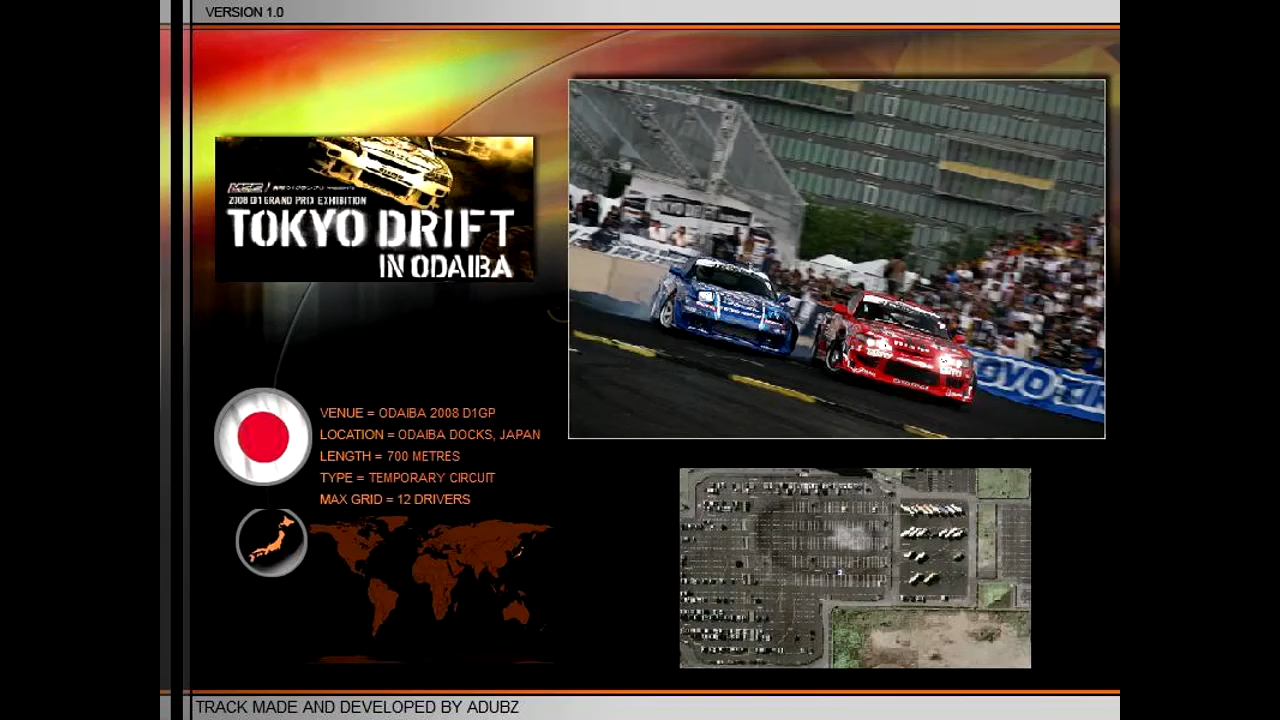 VERSION 1.0
2008 D1 GRAND PRIX EXHIBITION
TOKYO DRIFT
IN ODAIBA
VENUE = ODAIBA 2008 D1GP
LOCATION = ODAIBA DOCKS, JAPAN
LENGTH = 700 METRES
TYPE = TEMPORARY CIRCUIT
MAX GRID = 12 DRIVERS
TRACK MADE AND DEVELOPED BY ADUBZ